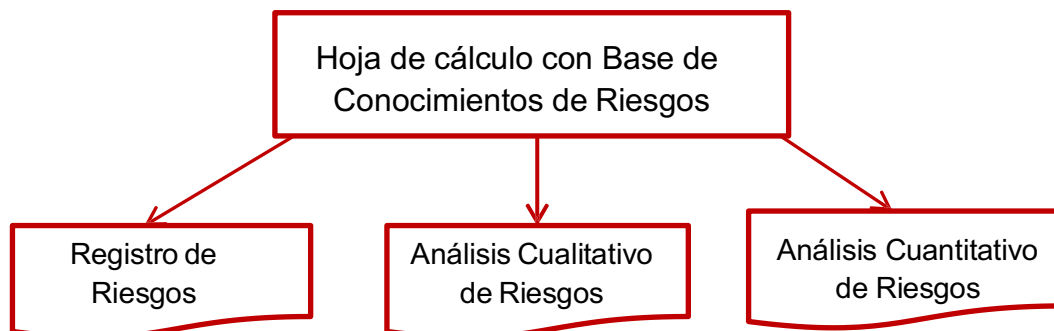 Hoja de cálculo con Base de
Conocimientos de Riesgos
Registro de
Riesgos
Análisis Cualitativo
de Riesgos
Análisis Cuantitativo
de Riesgos